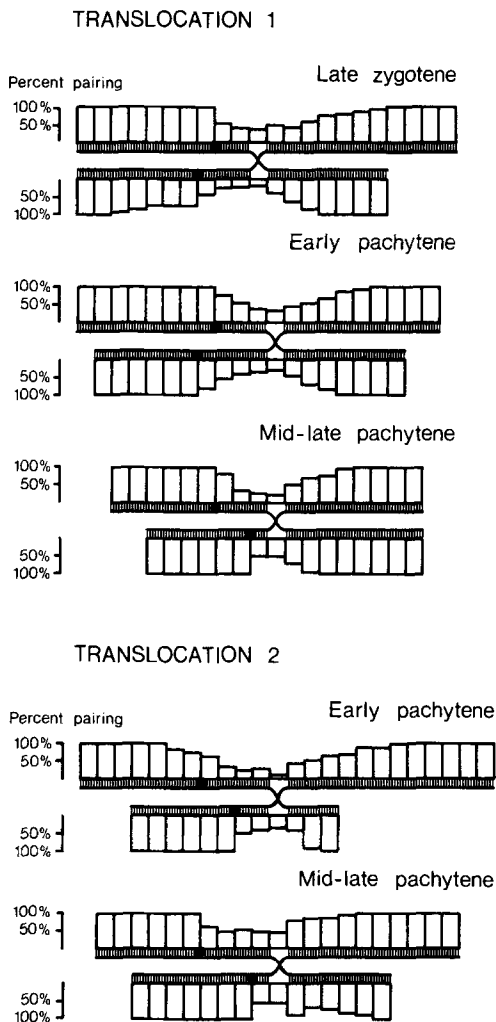 TRANSLOCATION 1
Percent pairing
Late zygotene
100%
50%
50%
100%
Early pachytene
100%
50%
50%
100%
Mid-late pachytene
100%
50%
50%
100%
TRANSLOCATION 2
Percent pairing
Early pachytene
100%
50%
50%
100%
Mid-late pachytene
100%
50%
50%
100%